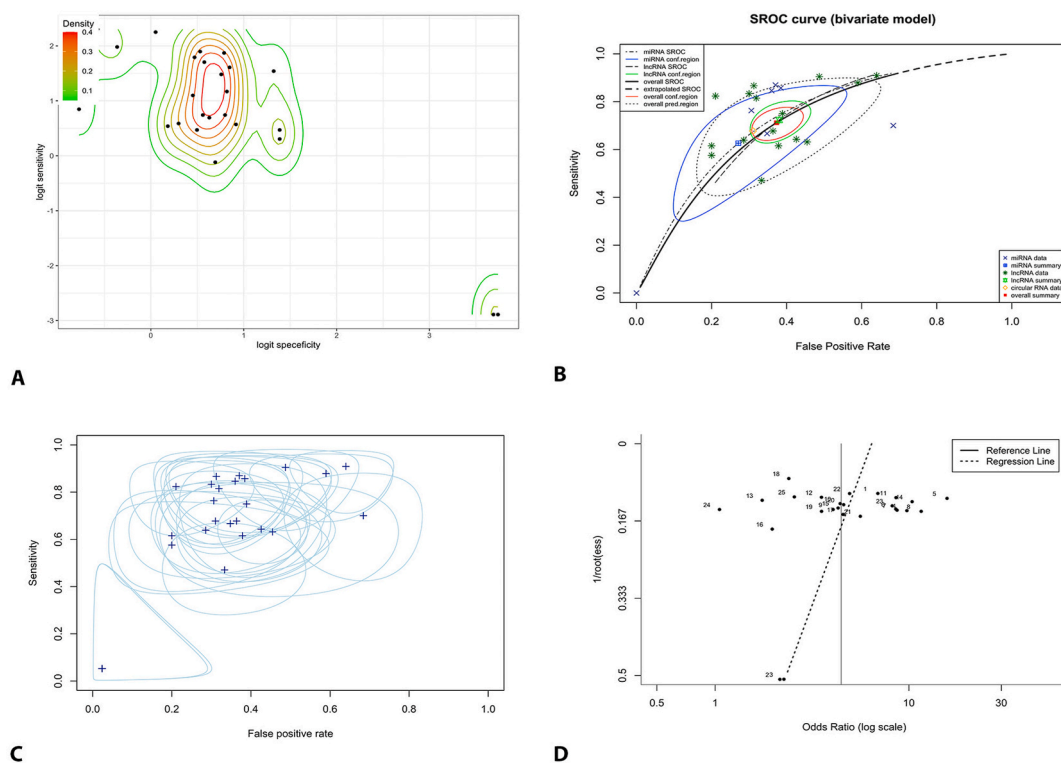 Density
0.4
0.3
0.2
0.1
2
1
0
1
2
-3
0
1
2
3
logit sensitivity
logit speceficity
A
SROC curve (bivariate model)
miRNA SROC
miRNA conf.region
lncRNA SROC
lncRNA conf.region
overall SROC
extrapolated SROC
overall conf.region
overall pred.region
1.0
0.8
0.6
0.4
0.2
0.0
Sensitivity
miRNA data
miRNA summary
lncRNA data
lncRNA summary
circular RNA data
overall summary
0.0
0.2
0.4
0.6
0.8
1.0
False Positive Rate
B
1.0
0.8
0.6
0.4
0.2
0.0
Sensitivity
0.0
0.2
0.4
0.6
0.8
1.0
False positive rate
C
Reference Line
Regression Line
0
0.167
0.333
0.5
1/root(ess)
18
25
13
24
16
12
19
22
1
11
5
21
23
0.5
1
10
30
Odds Ratio (log scale)
D